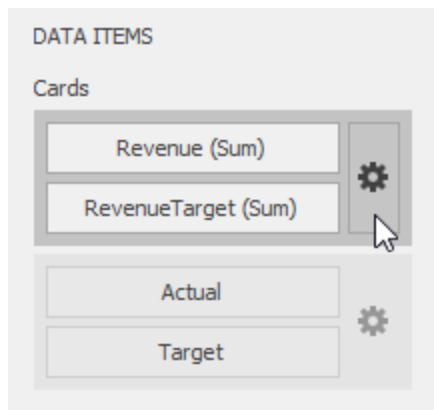 DATA ITEMS
Cards
Revenue (Sum)
RevenueTarget (Sum)
Actual
Target